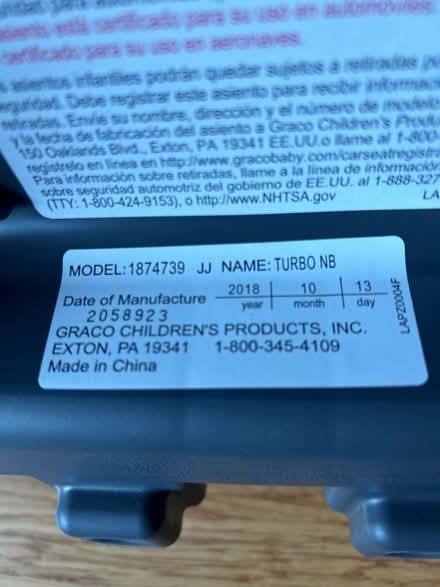 asiento está certificado para su uso en automóviles
certificado para su uso en aeronaves.
asientos infantiles podrán quedar sujetos a retiradas por
seguridad. Debe registrar este asiento para recibir informac
retiradas. Envíe su nombre, dirección y el número de modelo
y la fecha de fabricación del asiento a Graco Children's Produc
150 Oaklands Blvd., Exton, PA 19341 EE.UU.o llame al 1-800-
regístrelo en línea en http://www.gracobaby.com/carseatregistr
Para información sobre retiradas, llame a la línea de informació
sobre seguridad automotriz del gobierno de EE.UU. al 1-888-327
(TTY: 1-800-424-9153), o http://www.NHTSA.gov LA
MODEL:1874739 JJ NAME: TURBO NB
Date of Manufacture 2018 10 13
year month day
2058923
GRACO CHILDREN'S PRODUCTS, INC.
EXTON, PA 19341 1-800-345-4109
Made in China
LAPZ0004F